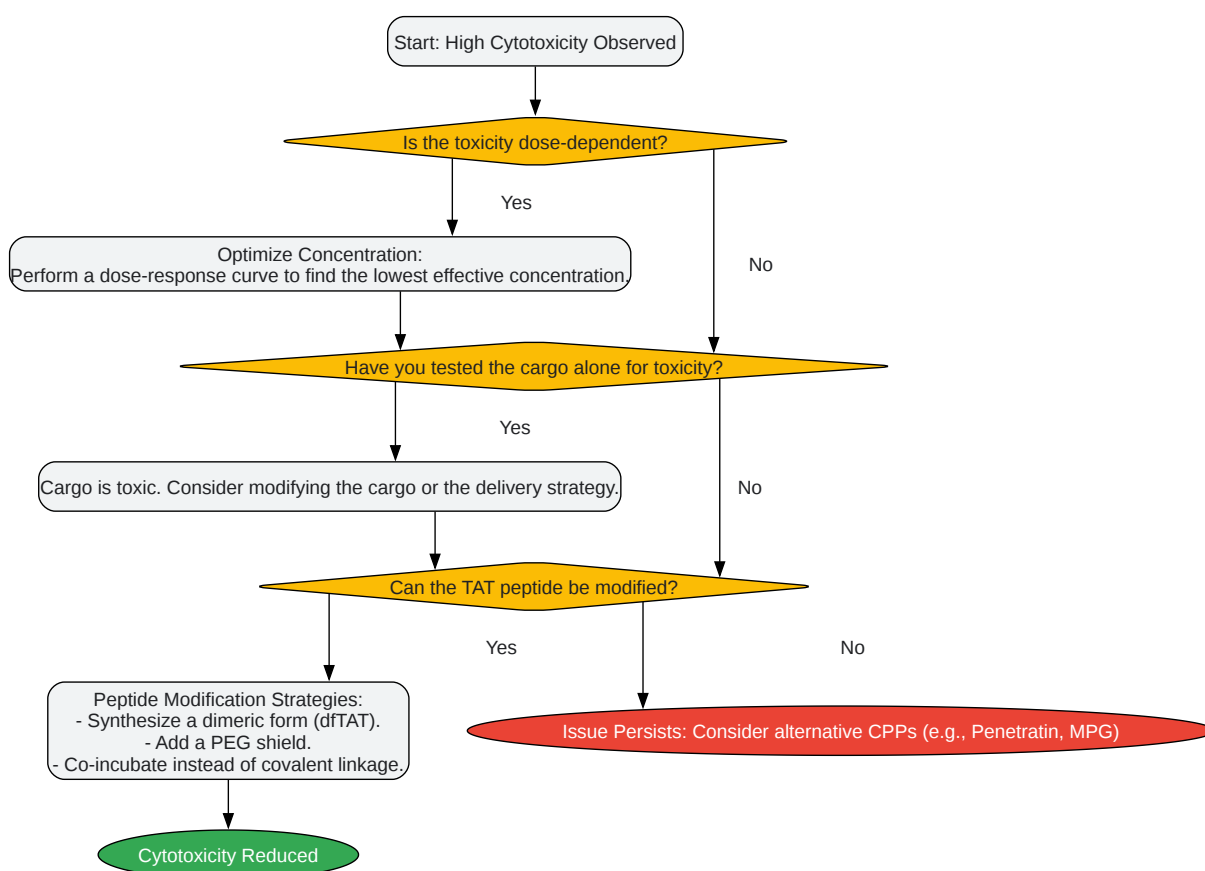 Start: High Cytotoxicity Observed
Is the toxicity dose-dependent?
Yes
Optimize Concentration:
Perform a dose-response curve to find the lowest effective concentration.
No
Have you tested the cargo alone for toxicity?
Yes
Cargo is toxic. Consider modifying the cargo or the delivery strategy.
No
Can the TAT peptide be modified?
Yes
No
Peptide Modification Strategies:
- Synthesize a dimeric form (dfTAT).
- Add a PEG shield.
- Co-incubate instead of covalent linkage.
Issue Persists: Consider alternative CPPs (e.g., Penetratin, MPG)
Cytotoxicity Reduced